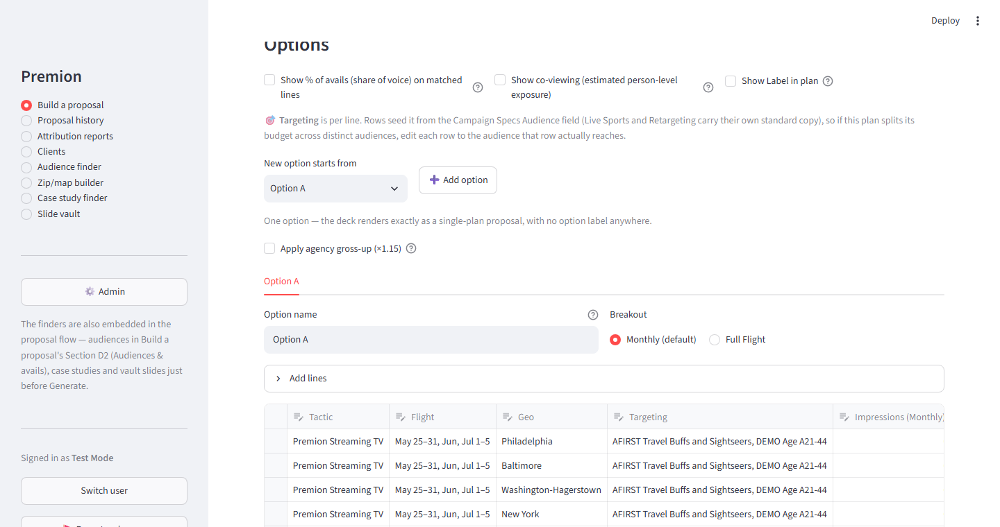 Deploy
Premion
Build a proposal
Proposal history
Attribution reports
Clients
Audience finder
Zip/map builder
Case study finder
Slide vault
Admin
The finders are also embedded in the
proposal flow — audiences in Build a
proposal's Section D2 (Audiences &
avails), case studies and vault slides just
before Generate.
Signed in as Test Mode
Switch user
Options
Show % of avails (share of voice) on matched
lines
Show co-viewing (estimated person-level
exposure)
Show Label in plan
Targeting is per line. Rows seed it from the Campaign Specs Audience field (Live Sports and Retargeting carry their own standard copy), so if this plan splits its
budget across distinct audiences, edit each row to the audience that row actually reaches.
New option starts from
Option A
Add option
One option — the deck renders exactly as a single-plan proposal, with no option label anywhere.
Apply agency gross-up (×1.15)
Option A
Option name
Breakout
Option A
Monthly (default)
Full Flight
Add lines
Tactic Flight Geo Targeting Impressions (Monthly)
Premion Streaming TV May 25–31, Jun, Jul 1–5 Philadelphia AFIRST Travel Buffs and Sightseers, DEMO Age A21-44
Premion Streaming TV May 25–31, Jun, Jul 1–5 Baltimore AFIRST Travel Buffs and Sightseers, DEMO Age A21-44
Premion Streaming TV May 25–31, Jun, Jul 1–5 Washington-Hagerstown AFIRST Travel Buffs and Sightseers, DEMO Age A21-44
Premion Streaming TV May 25–31, Jun, Jul 1–5 New York AFIRST Travel Buffs and Sightseers, DEMO Age A21-44